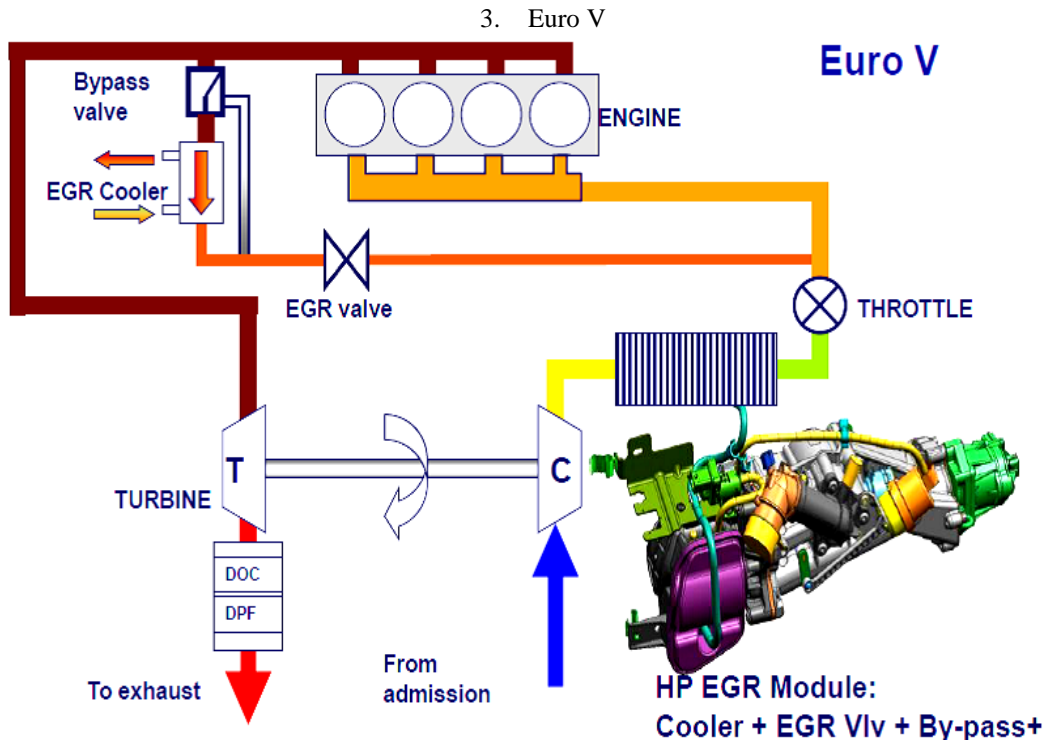 3. Euro V
Euro V
Bypass
valve
ENGINE
EGR Cooler
EGR valve
THROTTLE
T
C
TURBINE
DOC
DPF
From
admission
To exhaust
HP EGR Module:
Cooler + EGR Vlv + By-pass+